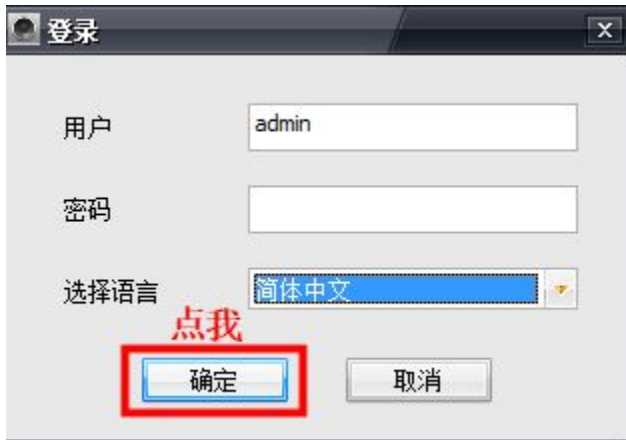 登录
用户 admin
密码
选择语言 简体中文
点我
确定 取消